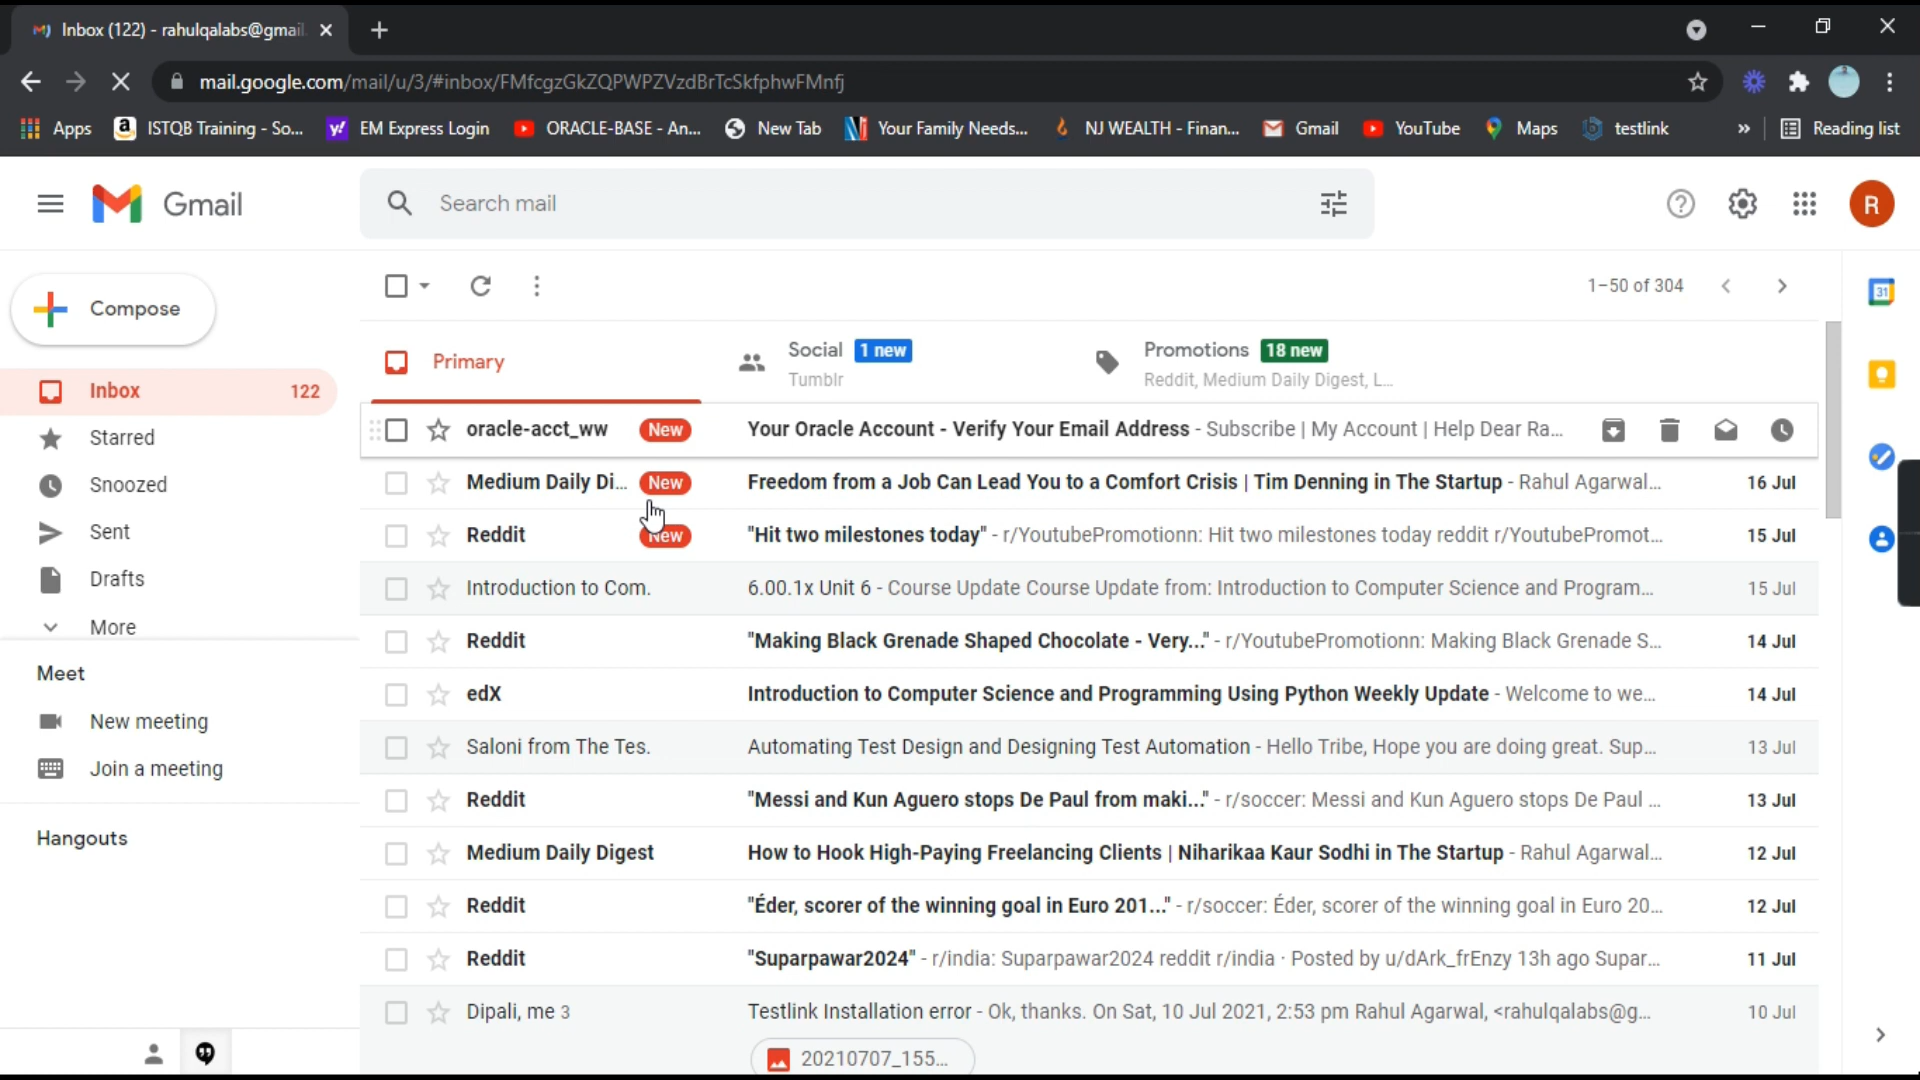 Inbox (122) - rahulqalabs@gmail.
mail.google.com/mail/u/3/#inbox/FMfcgzGkZQPWPZVzdBrTcSkfphwFMnfj
Apps ISTQB Training - So... EM Express Login ORACLE-BASE - An... New Tab Your Family Needs... NJ WEALTH - Finan... Gmail YouTube Maps testlink » Reading list
Gmail Search mail R
Compose 1–50 of 304
Primary Social 1 new Promotions 18 new
Tumblr Reddit, Medium Daily Digest, L...
Inbox 122
Starred
Snoozed
Sent
Drafts
More
Meet
New meeting
Join a meeting
Hangouts
oracle-acct_ww New Your Oracle Account - Verify Your Email Address - Subscribe | My Account | Help Dear Ra...
Medium Daily Di... New Freedom from a Job Can Lead You to a Comfort Crisis | Tim Denning in The Startup - Rahul Agarwal... 16 Jul
Reddit New "Hit two milestones today" - r/YoutubePromotionn: Hit two milestones today reddit r/YoutubePromot... 15 Jul
Introduction to Com. 6.00.1x Unit 6 - Course Update Course Update from: Introduction to Computer Science and Program... 15 Jul
Reddit "Making Black Grenade Shaped Chocolate - Very..." - r/YoutubePromotionn: Making Black Grenade S... 14 Jul
edX Introduction to Computer Science and Programming Using Python Weekly Update - Welcome to we... 14 Jul
Saloni from The Tes. Automating Test Design and Designing Test Automation - Hello Tribe, Hope you are doing great. Sup... 13 Jul
Reddit "Messi and Kun Aguero stops De Paul from maki..." - r/soccer: Messi and Kun Aguero stops De Paul ... 13 Jul
Medium Daily Digest How to Hook High-Paying Freelancing Clients | Niharikaa Kaur Sodhi in The Startup - Rahul Agarwal... 12 Jul
Reddit "Éder, scorer of the winning goal in Euro 201..." - r/soccer: Éder, scorer of the winning goal in Euro 20... 12 Jul
Reddit "Suparpawar2024" - r/india: Suparpawar2024 reddit r/india · Posted by u/dArk_frEnzy 13h ago Supar... 11 Jul
Dipali, me 3 Testlink Installation error - Ok, thanks. On Sat, 10 Jul 2021, 2:53 pm Rahul Agarwal, <rahulqalabs@g... 10 Jul
20210707_155...
31